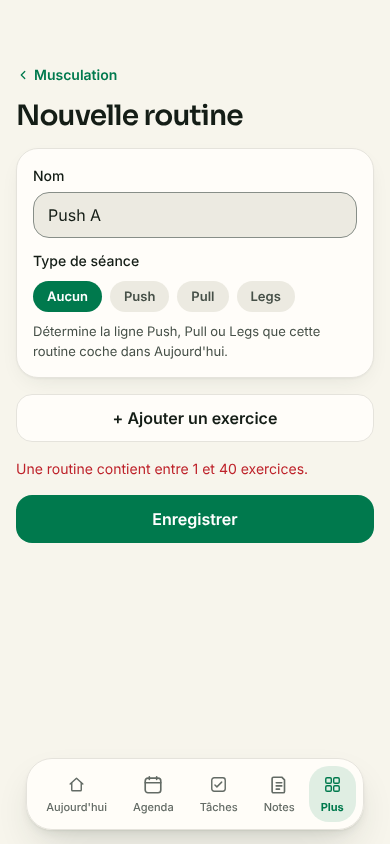 Musculation
Nouvelle routine
Nom
Push A
Type de séance
Aucun
Push
Pull
Legs
Détermine la ligne Push, Pull ou Legs que cette
routine coche dans Aujourd'hui.
+ Ajouter un exercice
Une routine contient entre 1 et 40 exercices.
Enregistrer
Aujourd'hui
Agenda
Tâches
Notes
Plus